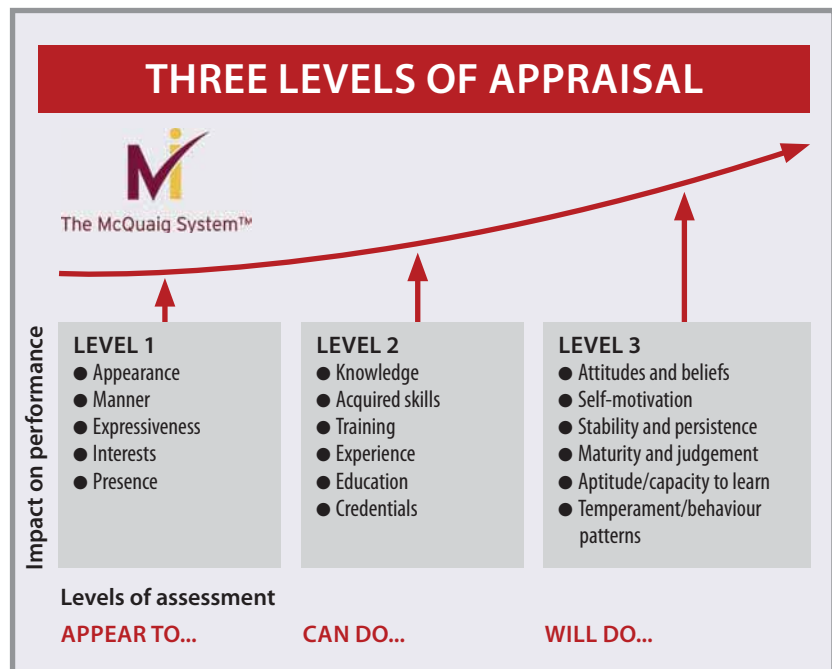 THREE LEVELS OF APPRAISAL
Mi
The McQuaig System™
Impact on performance
LEVEL 1
● Appearance
● Manner
● Expressiveness
● Interests
● Presence
LEVEL 2
● Knowledge
● Acquired skills
● Training
● Experience
● Education
● Credentials
LEVEL 3
● Attitudes and beliefs
● Self-motivation
● Stability and persistence
● Maturity and judgement
● Aptitude/capacity to learn
● Temperament/behaviour
patterns
Levels of assessment
APPEAR TO...
CAN DO...
WILL DO...